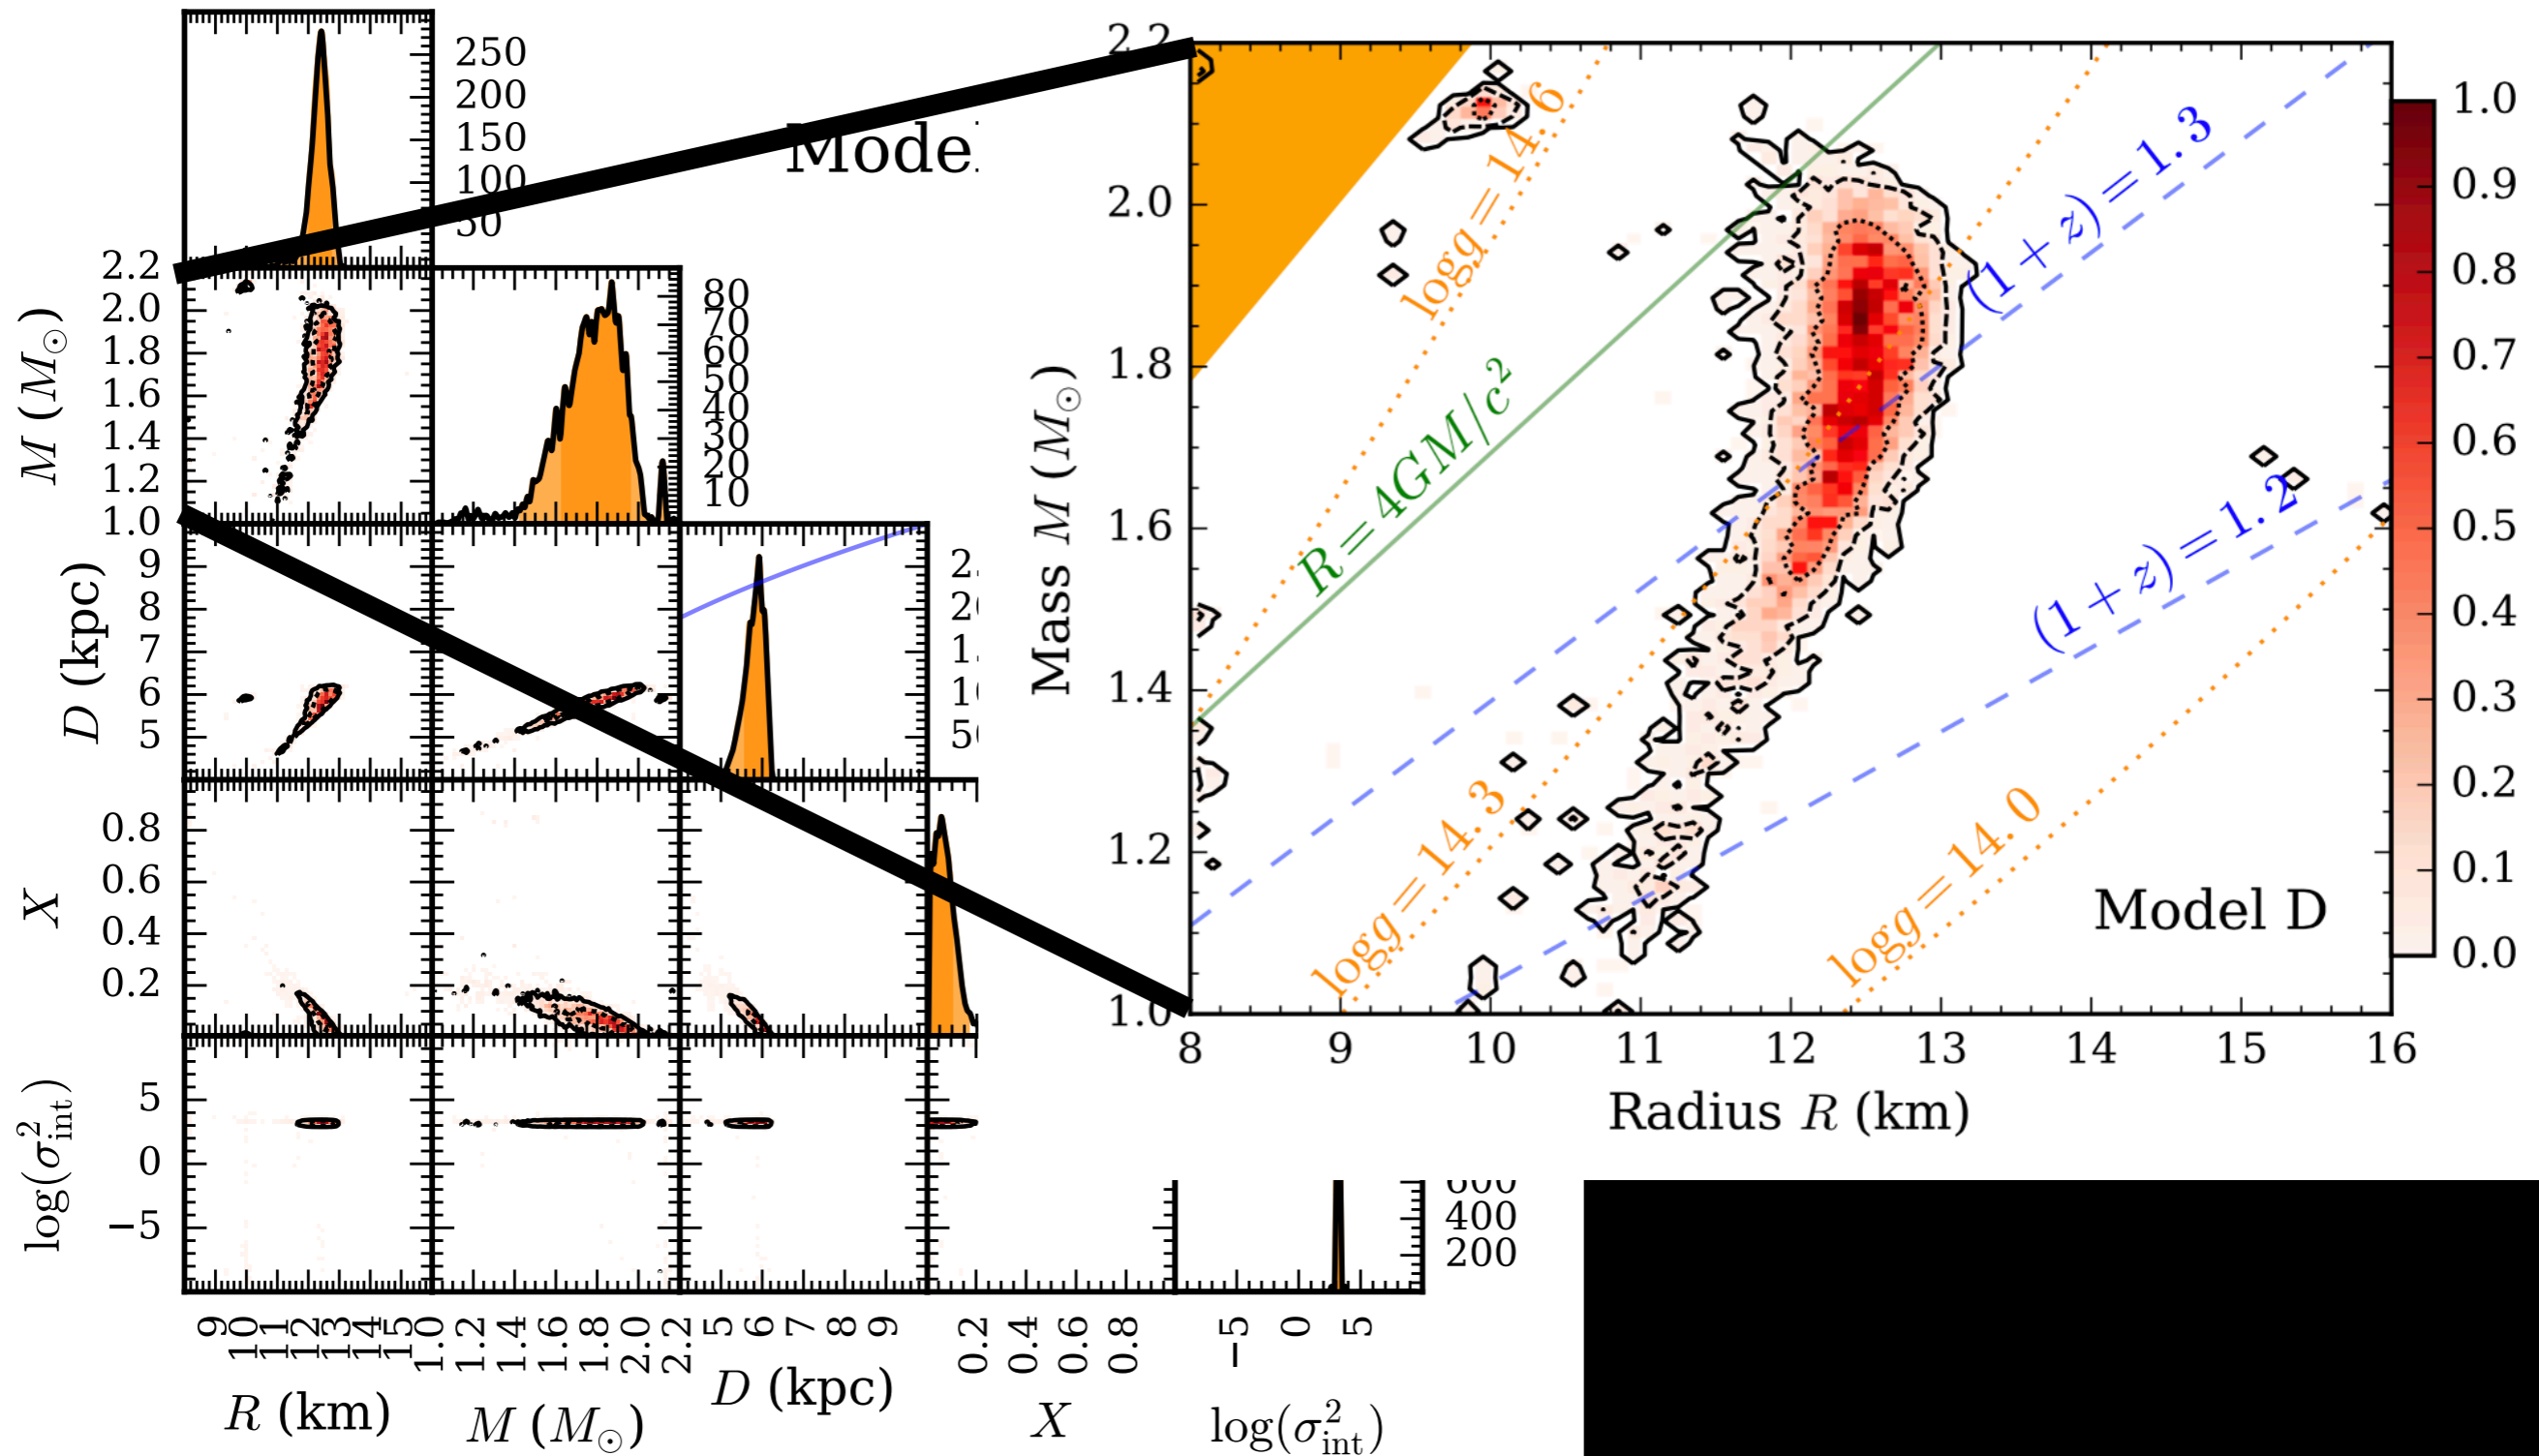 250
200
150
100
50
Mode
2.2
2.0
1.8
1.6
1.4
1.2
1.0
M (M⊙)
80
70
60
50
40
30
20
10
9
8
7
6
5
D (kpc)
0.8
0.6
0.4
0.2
X
5
0
−5
log(σ²int)
600
400
200
9 10 11 12 13 14 15
1.0 1.2 1.4 1.6 1.8 2.0 2.2
5 6 7 8 9
0.2 0.4 0.6 0.8
−5 0 5
R (km)
M (M⊙)
D (kpc)
X
log(σ²int)
2.2
2.0
1.8
1.6
1.4
1.2
1.0
Mass M (M⊙)
8 9 10 11 12 13 14 15 16
Radius R (km)
log g = 14.6
R = 4GM/c²
(1 + z) = 1.3
(1 + z) = 1.2
log g = 14.3
log g = 14.0
Model D
1.0
0.9
0.8
0.7
0.6
0.5
0.4
0.3
0.2
0.1
0.0